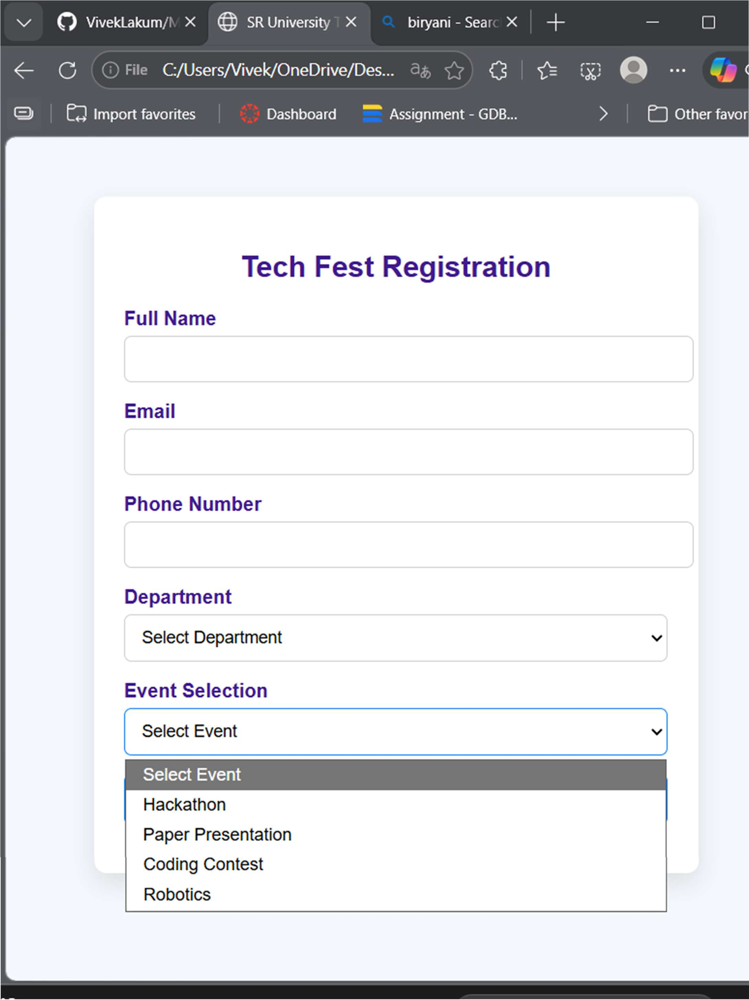 VivekLakum/M
SR University T
biryani - Searc
File C:/Users/Vivek/OneDrive/Des...
Import favorites
Dashboard
Assignment - GDB...
Other favor
Tech Fest Registration
Full Name
Email
Phone Number
Department
Select Department
Event Selection
Select Event
Select Event
Hackathon
Paper Presentation
Coding Contest
Robotics